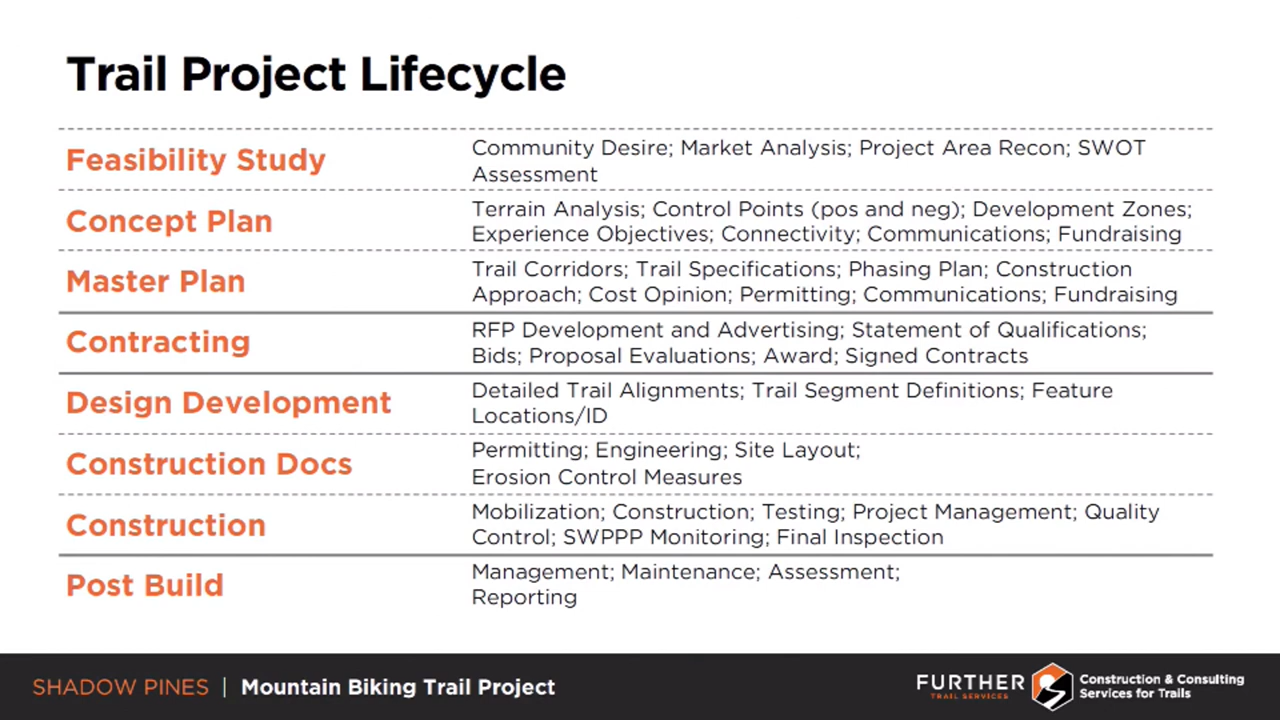 Trail Project Lifecycle
Feasibility Study
Community Desire; Market Analysis; Project Area Recon; SWOT
Assessment
Concept Plan
Terrain Analysis; Control Points (pos and neg); Development Zones;
Experience Objectives; Connectivity; Communications; Fundraising
Master Plan
Trail Corridors; Trail Specifications; Phasing Plan; Construction
Approach; Cost Opinion; Permitting; Communications; Fundraising
Contracting
RFP Development and Advertising; Statement of Qualifications;
Bids; Proposal Evaluations; Award; Signed Contracts
Design Development
Detailed Trail Alignments; Trail Segment Definitions; Feature
Locations/ID
Construction Docs
Permitting; Engineering; Site Layout;
Erosion Control Measures
Construction
Mobilization; Construction; Testing; Project Management; Quality
Control; SWPPP Monitoring; Final Inspection
Post Build
Management; Maintenance; Assessment;
Reporting
SHADOW PINES | Mountain Biking Trail Project
FURTHER
TRAIL SERVICES
Construction & Consulting
Services for Trails